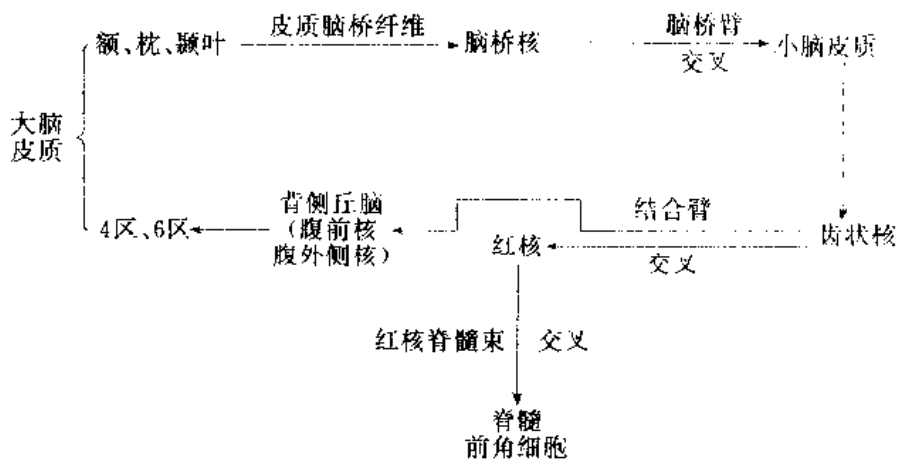 额、枕、颞叶
皮质脑桥纤维
脑桥核
脑桥臂
交叉
小脑皮质
大脑
皮质
4区、6区
背侧丘脑
(腹前核
腹外侧核)
红核
结合臂
交叉
齿状核
红核脊髓束
交叉
脊髓
前角细胞